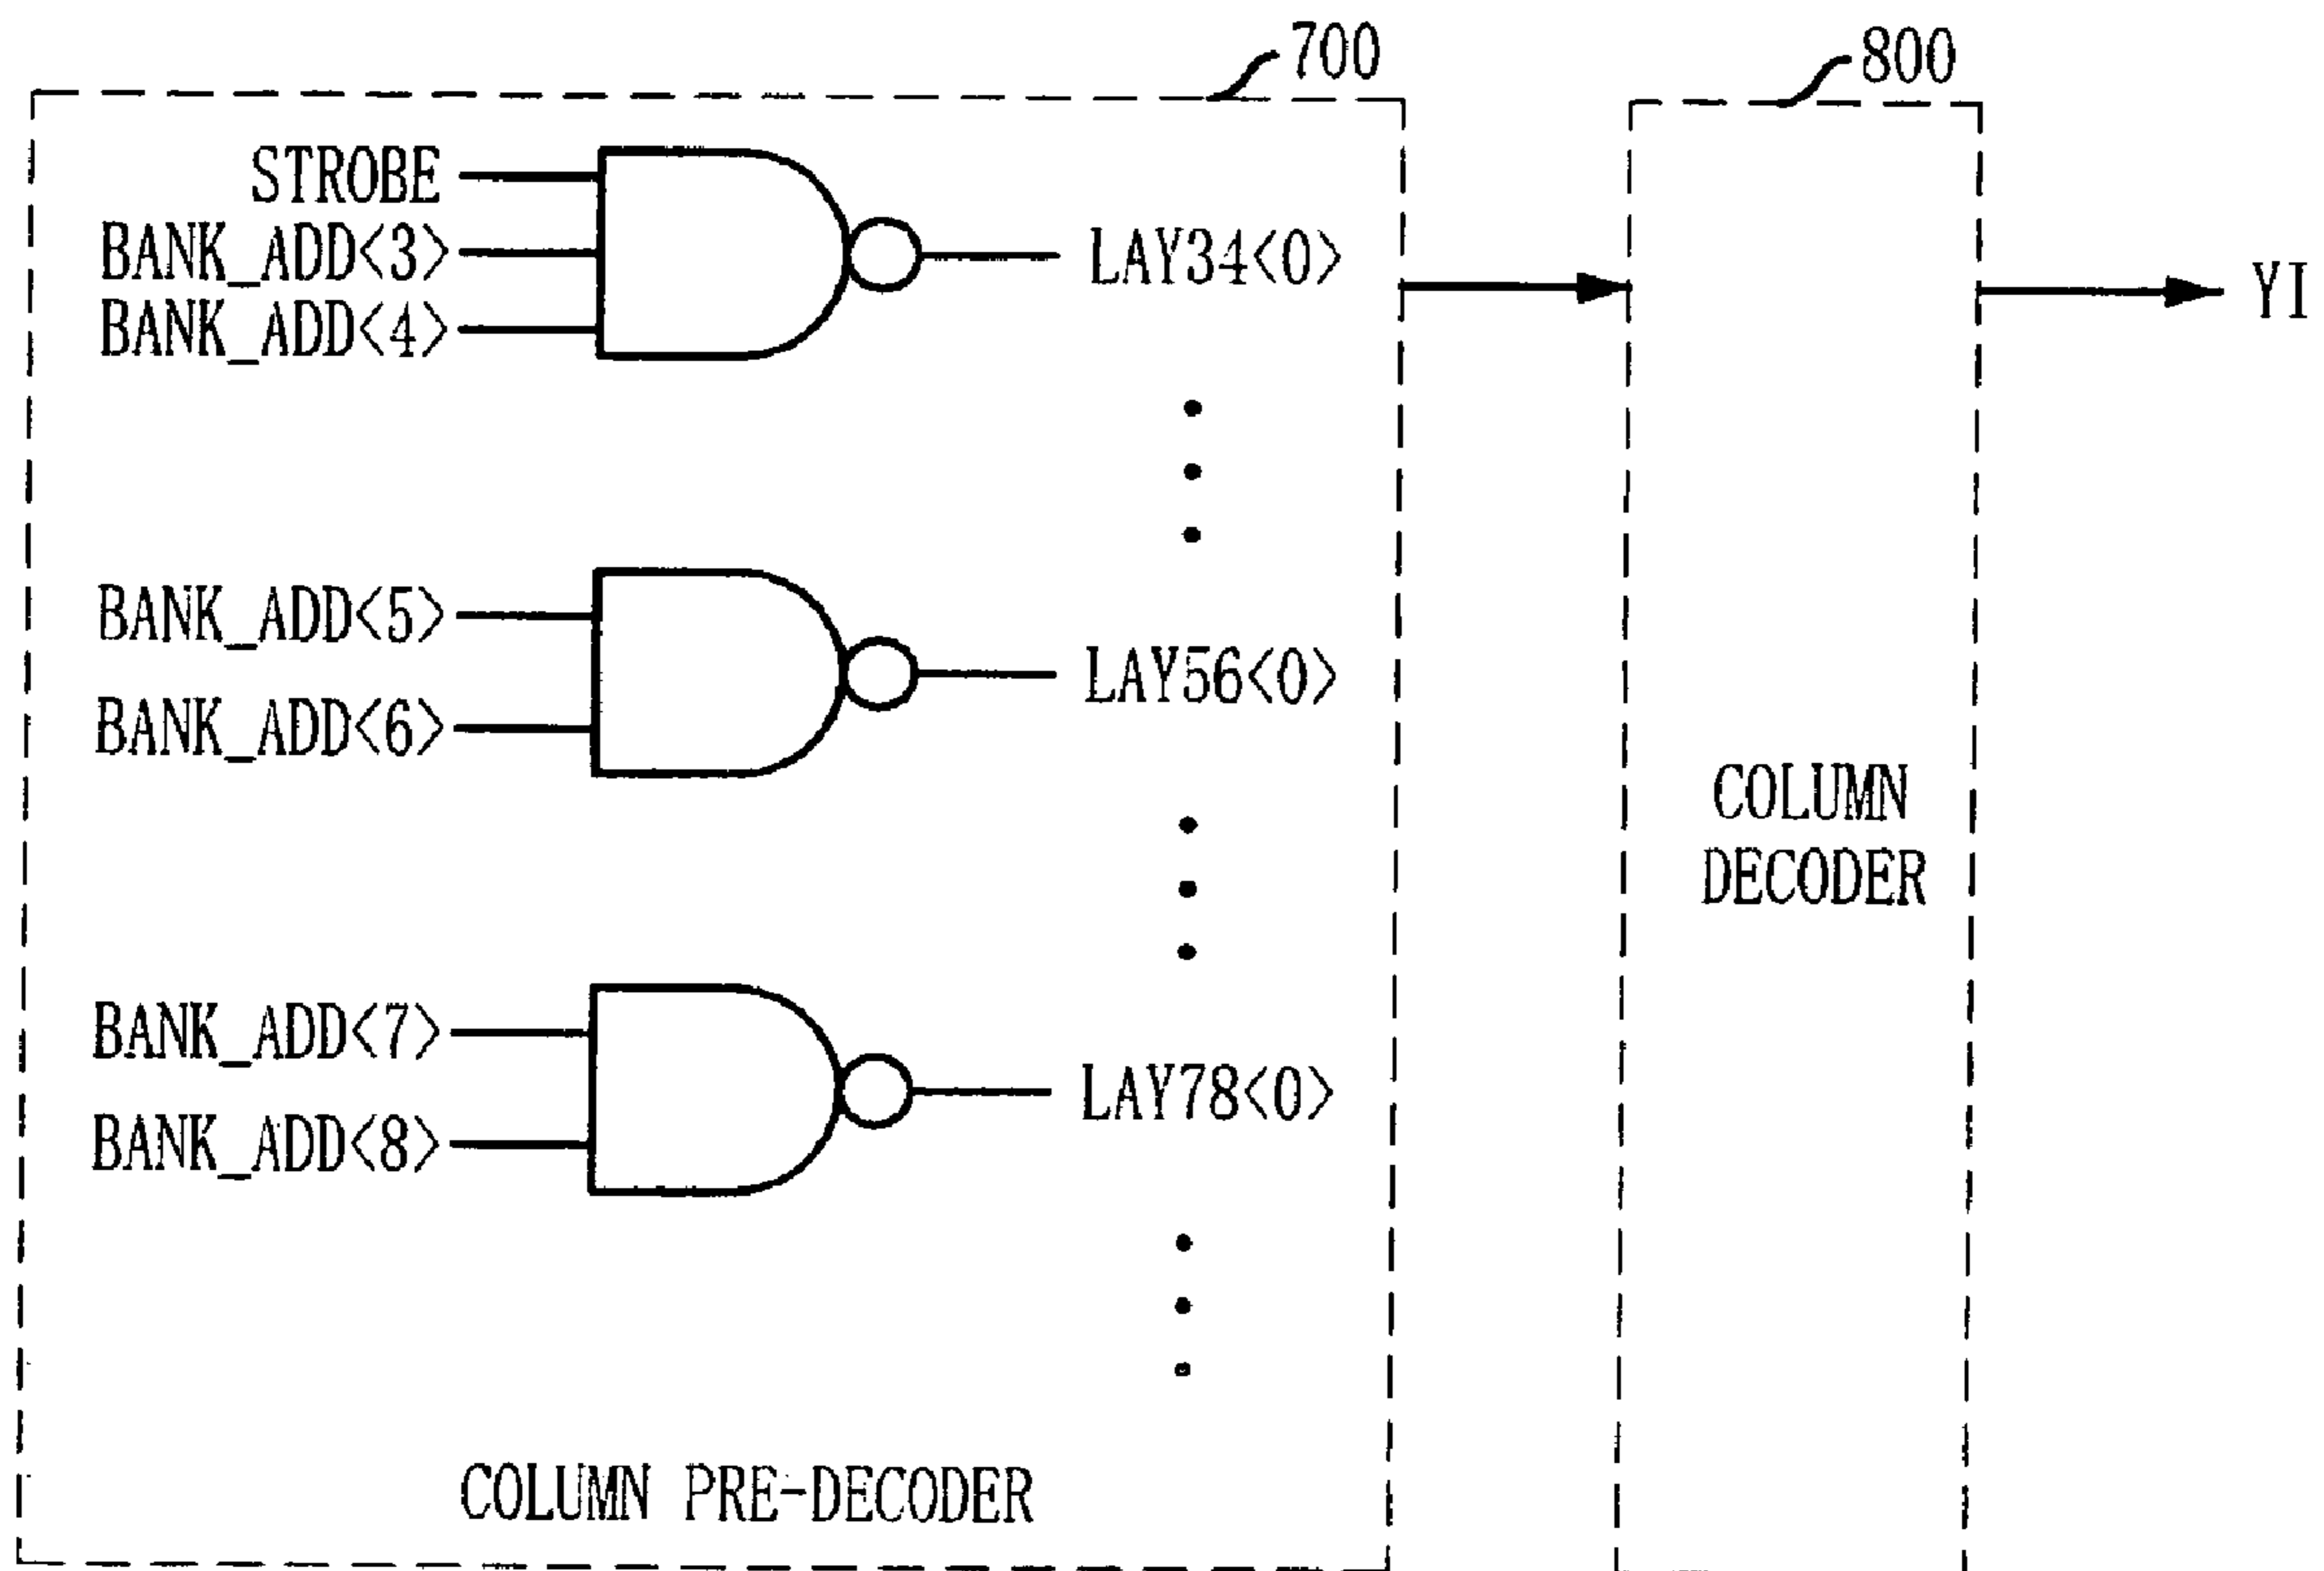 700
800
STROBE
BANK_ADD<3>
BANK_ADD<4>
LAY34<0>
YI
BANK_ADD<5>
BANK_ADD<6>
LAY56<0>
COLUMN
DECODER
BANK_ADD<7>
BANK_ADD<8>
LAY78<0>
COLUMN PRE-DECODER